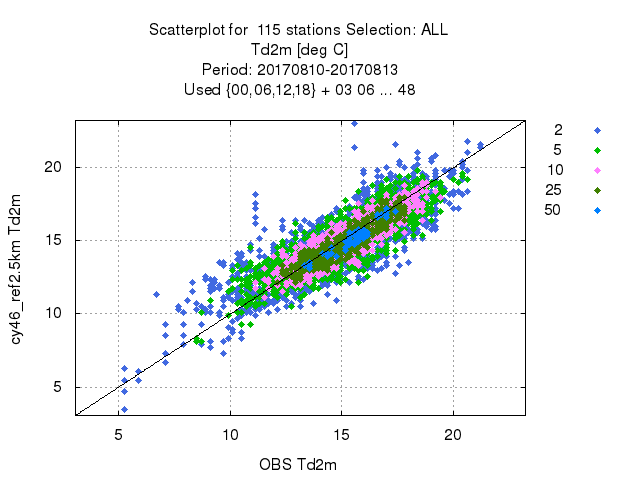 Scatterplot for  115 stations Selection: ALL
Td2m [deg C]
Period: 20170810-20170813
Used {00,06,12,18} + 03 06 ... 48
2
5
10
25
50
20
15
10
5
cy46_ref2.5km Td2m
5 10 15 20
OBS Td2m